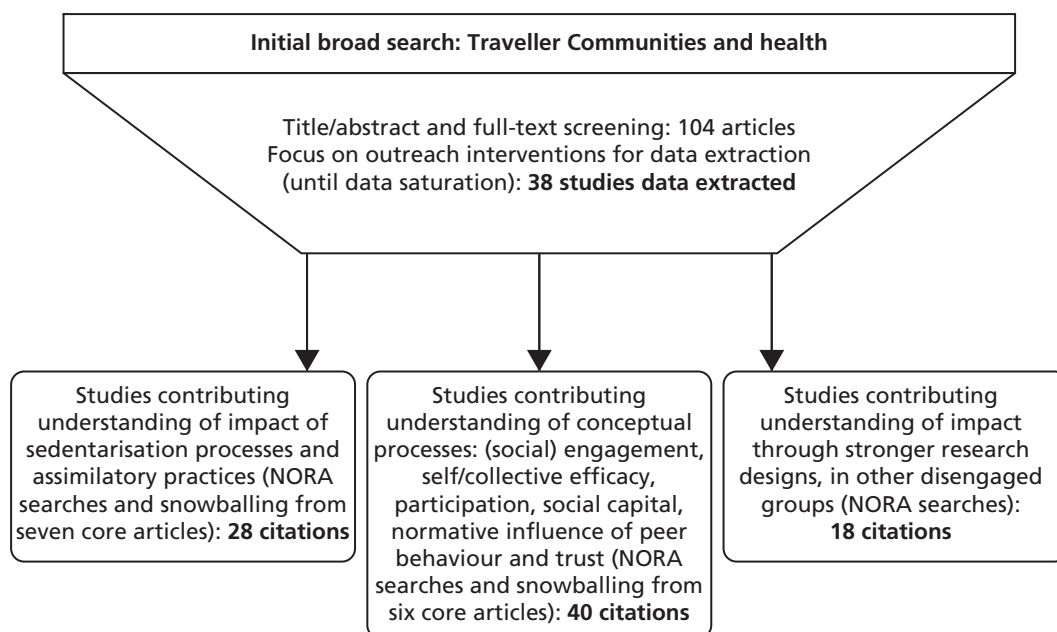 Initial broad search: Traveller Communities and health
Title/abstract and full-text screening: 104 articles
Focus on outreach interventions for data extraction
(until data saturation): 38 studies data extracted
Studies contributing
understanding of impact of
sedentarisation processes and
assimilatory practices (NORA
searches and snowballing from
seven core articles): 28 citations
Studies contributing
understanding of conceptual
processes: (social) engagement,
self/collective efficacy,
participation, social capital,
normative influence of peer
behaviour and trust (NORA
searches and snowballing from
six core articles): 40 citations
Studies contributing
understanding of impact
through stronger research
designs, in other disengaged
groups (NORA searches):
18 citations